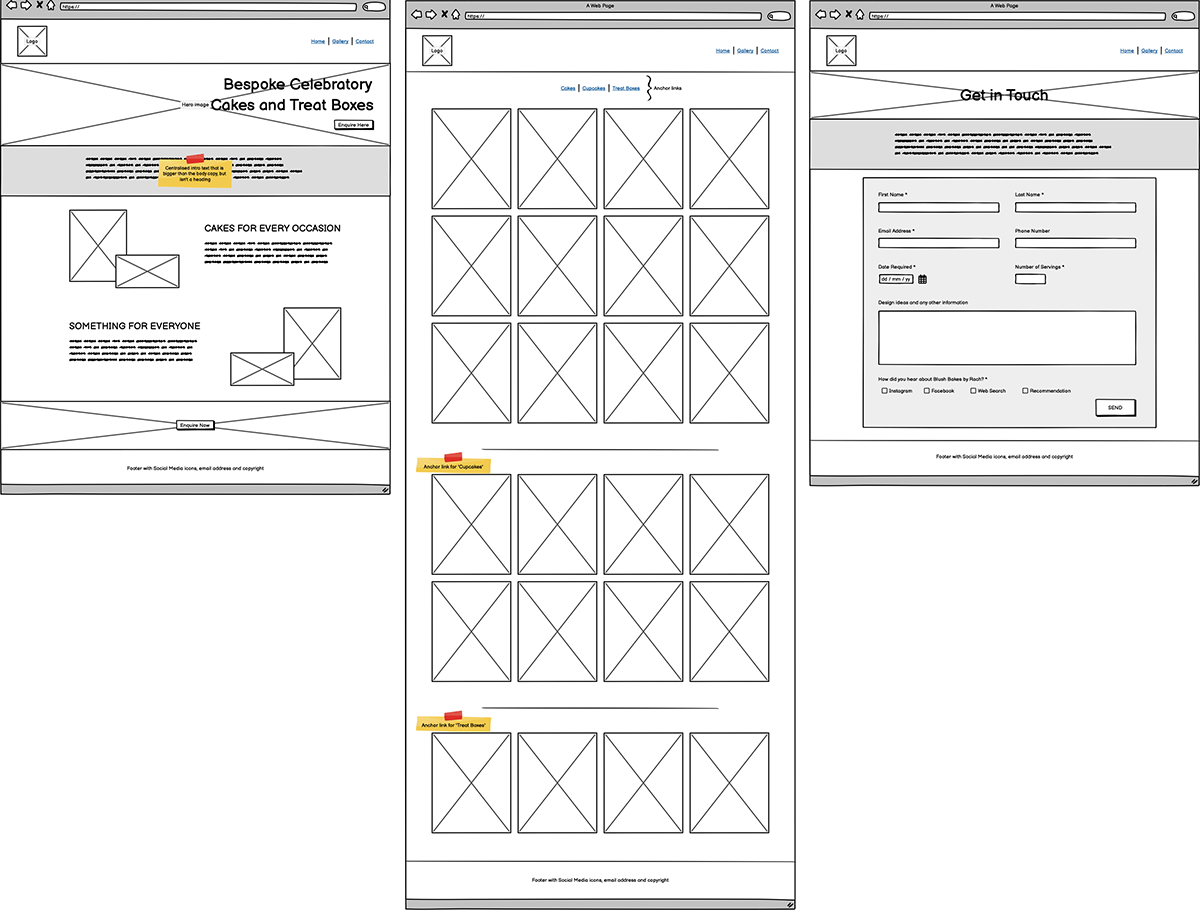 https://
Logo
Home | Gallery | Contact
Bespoke Celebratory
Hero image
Cakes and Treat Boxes
Enquire Here
Centralised intro text that is
bigger than the body copy, but
isn't a heading
CAKES FOR EVERY OCCASION
SOMETHING FOR EVERYONE
Enquire Now
Footer with Social Media icons, email address and copyright
A Web Page
https://
Logo
Home | Gallery | Contact
Cakes | Cupcakes | Treat Boxes
Anchor links
Anchor link for 'Cupcakes'
Anchor link for 'Treat Boxes'
Footer with Social Media icons, email address and copyright
A Web Page
https://
Logo
Home | Gallery | Contact
Get in Touch
First Name *
Last Name *
Email Address *
Phone Number
Date Required *
Number of Servings *
dd / mm / yy
Design ideas and any other information
How did you hear about Blush Bakes by Rach? *
Instagram
Facebook
Web Search
Recommendation
SEND
Footer with Social Media icons, email address and copyright